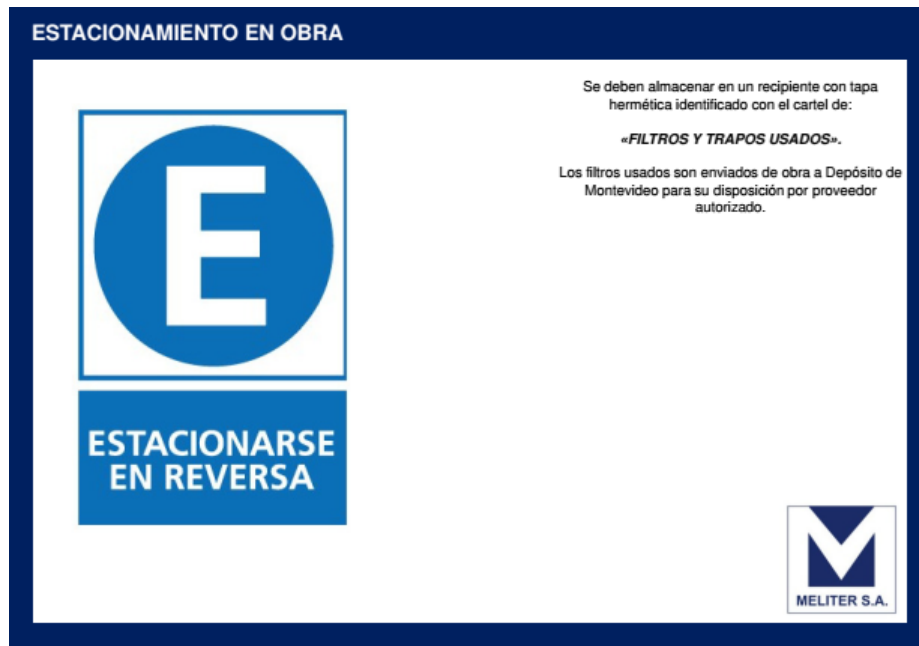 ESTACIONAMIENTO EN OBRA
Se deben almacenar en un recipiente con tapa
hermética identificado con el cartel de:
«FILTROS Y TRAPOS USADOS».
Los filtros usados son enviados de obra a Depósito de
Montevideo para su disposición por proveedor
autorizado.
E
ESTACIONARSE
EN REVERSA
MELITER S.A.